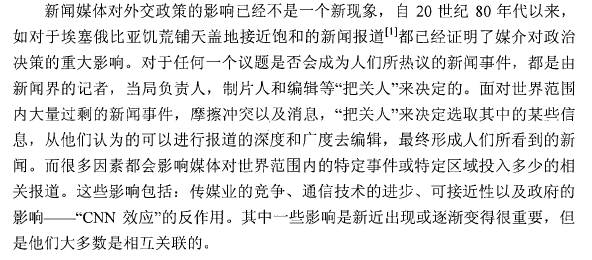 新闻媒体对外交政策的影响已经不是一个新现象，自 20 世纪 80 年代以来，
如对于埃塞俄比亚饥荒铺天盖地接近饱和的新闻报道[1]都已经证明了媒介对政治
决策的重大影响。对于任何一个议题是否会成为人们所热议的新闻事件，都是由
新闻界的记者，当局负责人，制片人和编辑等“把关人”来决定的。面对世界范围
内大量过剩的新闻事件，摩擦冲突以及消息，“把关人”决定选取其中的某些信
息，从他们认为的可以进行报道的深度和广度去编辑，最终形成人们所看到的新
闻。而很多因素都会影响媒体对世界范围内的特定事件或特定区域投入多少的相
关报道。这些影响包括：传媒业的竞争、通信技术的进步、可接近性以及政府的
影响——“CNN 效应”的反作用。其中一些影响是新近出现或逐渐变得很重要，但
是他们大多数是相互关联的。